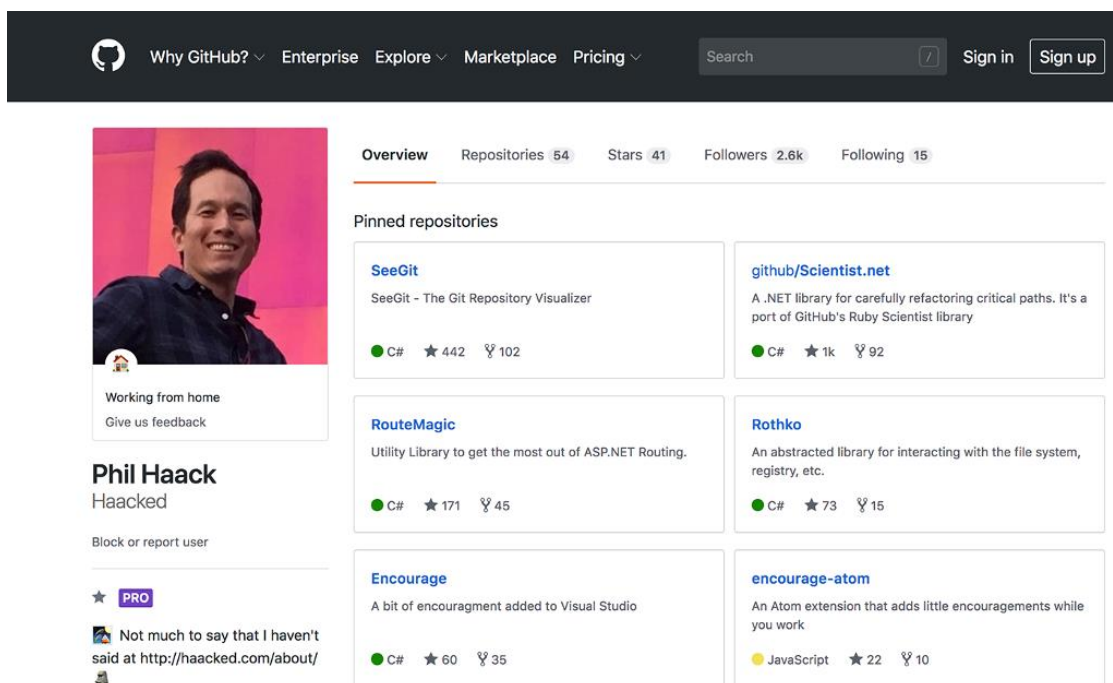 Why GitHub? Enterprise Explore Marketplace Pricing Search / Sign in Sign up
Overview Repositories 54 Stars 41 Followers 2.6k Following 15
Working from home
Give us feedback
Phil Haack
Haacked
Block or report user
PRO
Not much to say that I haven't
said at http://haacked.com/about/
Pinned repositories
SeeGit
SeeGit - The Git Repository Visualizer
C# 442 102
github/Scientist.net
A .NET library for carefully refactoring critical paths. It's a
port of GitHub's Ruby Scientist library
C# 1k 92
RouteMagic
Utility Library to get the most out of ASP.NET Routing.
C# 171 45
Rothko
An abstracted library for interacting with the file system,
registry, etc.
C# 73 15
Encourage
A bit of encouragment added to Visual Studio
C# 60 35
encourage-atom
An Atom extension that adds little encouragements while
you work
JavaScript 22 10